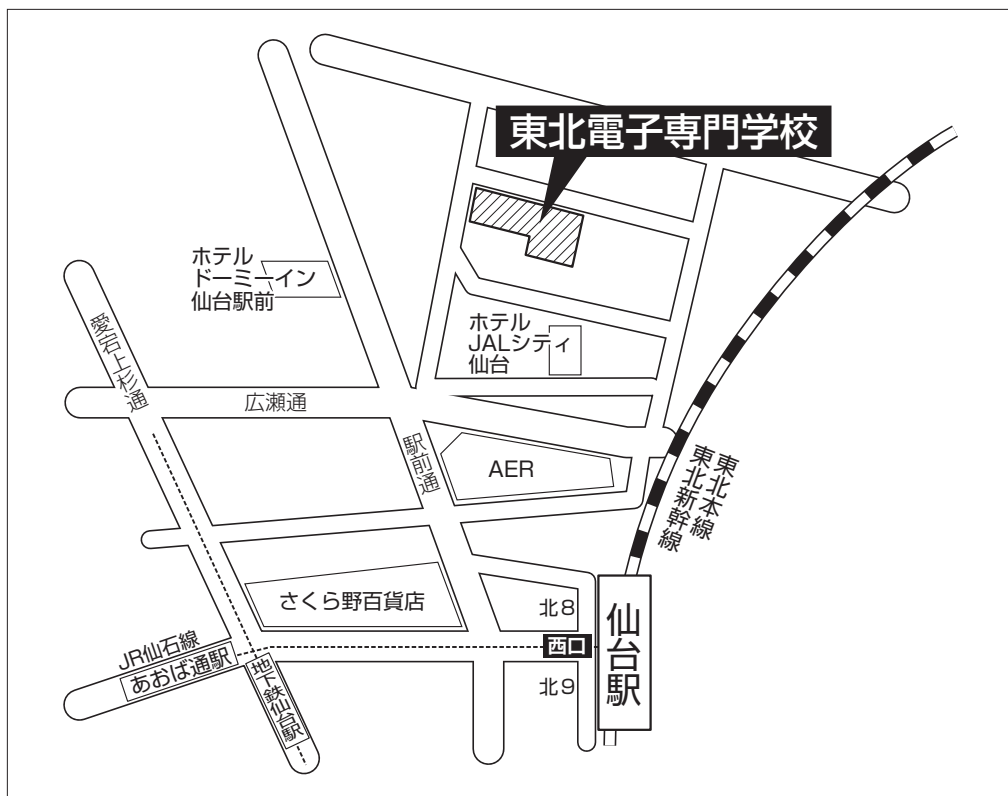 東北電子専門学校
ホテル
ドーミーイン
仙台駅前
愛宕上杉通
ホテル
JALシティ
仙台
広瀬通
駅前通
AER
東北本線
東北新幹線
さくら野百貨店
北8
仙台駅
西口
JR仙石線
あおば通駅
地下鉄仙台駅
北9